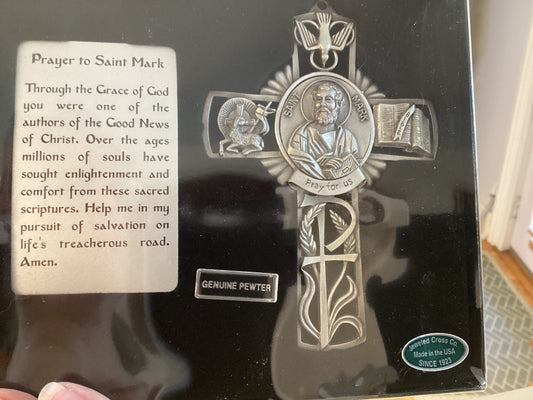 Prayer to Saint Mark
Through the Grace of God
you were one of the
authors of the Good News
of Christ. Over the ages
millions of souls have
sought enlightenment and
comfort from these sacred
scriptures. Help me in my
pursuit of salvation on
life's treacherous road.
Amen.
SAINT MARK
Pray for us
GENUINE PEWTER
Jeweled Cross Co.
Made in the USA
SINCE 1923